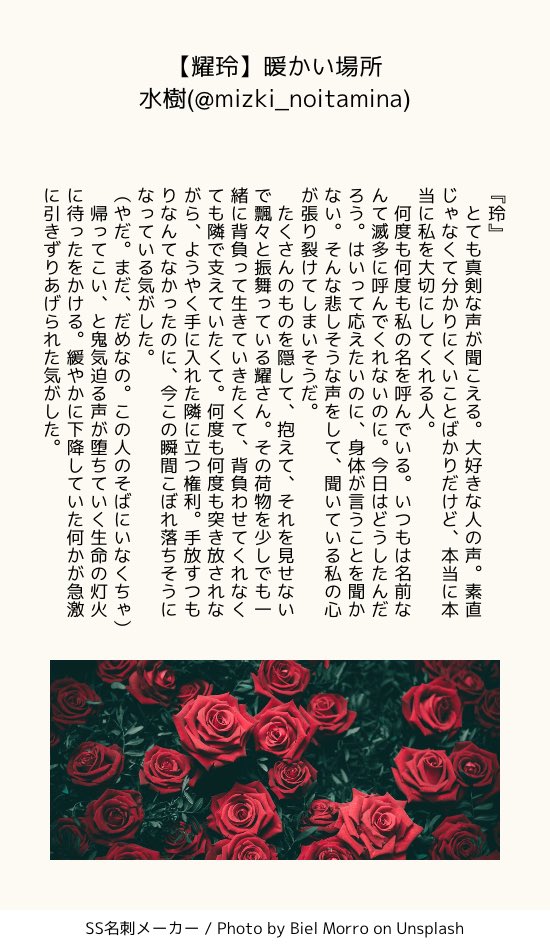 【耀玲】暖かい場所
水樹(@mizki_noitamina)
『玲』
　とても真剣な声が聞こえる。大好きな人の声。素直
じゃなくて分かりにくいことばかりだけど、本当に本
当に私を大切にしてくれる人。
　何度も何度も私の名を呼んでいる。いつもは名前な
んて滅多に呼んでくれないのに。今日はどうしたんだ
ろう。はいって応えたいのに、身体が言うことを聞か
ない。そんな悲しそうな声をして、聞いている私の心
が張り裂けてしまいそうだ。
　たくさんのものを隠して、抱えて、それを見せない
で飄々と振舞っている耀さん。その荷物を少しでも一
緒に背負って生きていきたくて、背負わせてくれなく
ても隣で支えていたくて。何度も何度も突き放されな
がら、ようやく手に入れた隣に立つ権利。手放すつも
りなんてなかったのに、今この瞬間こぼれ落ちそうに
なっている気がした。
（やだ。まだ、だめなの。この人のそばにいなくちゃ）
　帰ってこい、と鬼気迫る声が堕ちていく生命の灯火
に待ったをかける。緩やかに下降していた何かが急激
に引きずりあげられた気がした。
SS名刺メーカー / Photo by Biel Morro on Unsplash